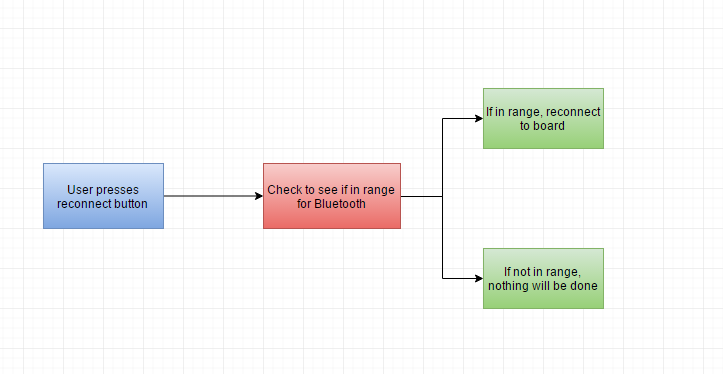 User presses
reconnect button
Check to see if in range
for Bluetooth
If in range, reconnect
to board
If not in range,
nothing will be done